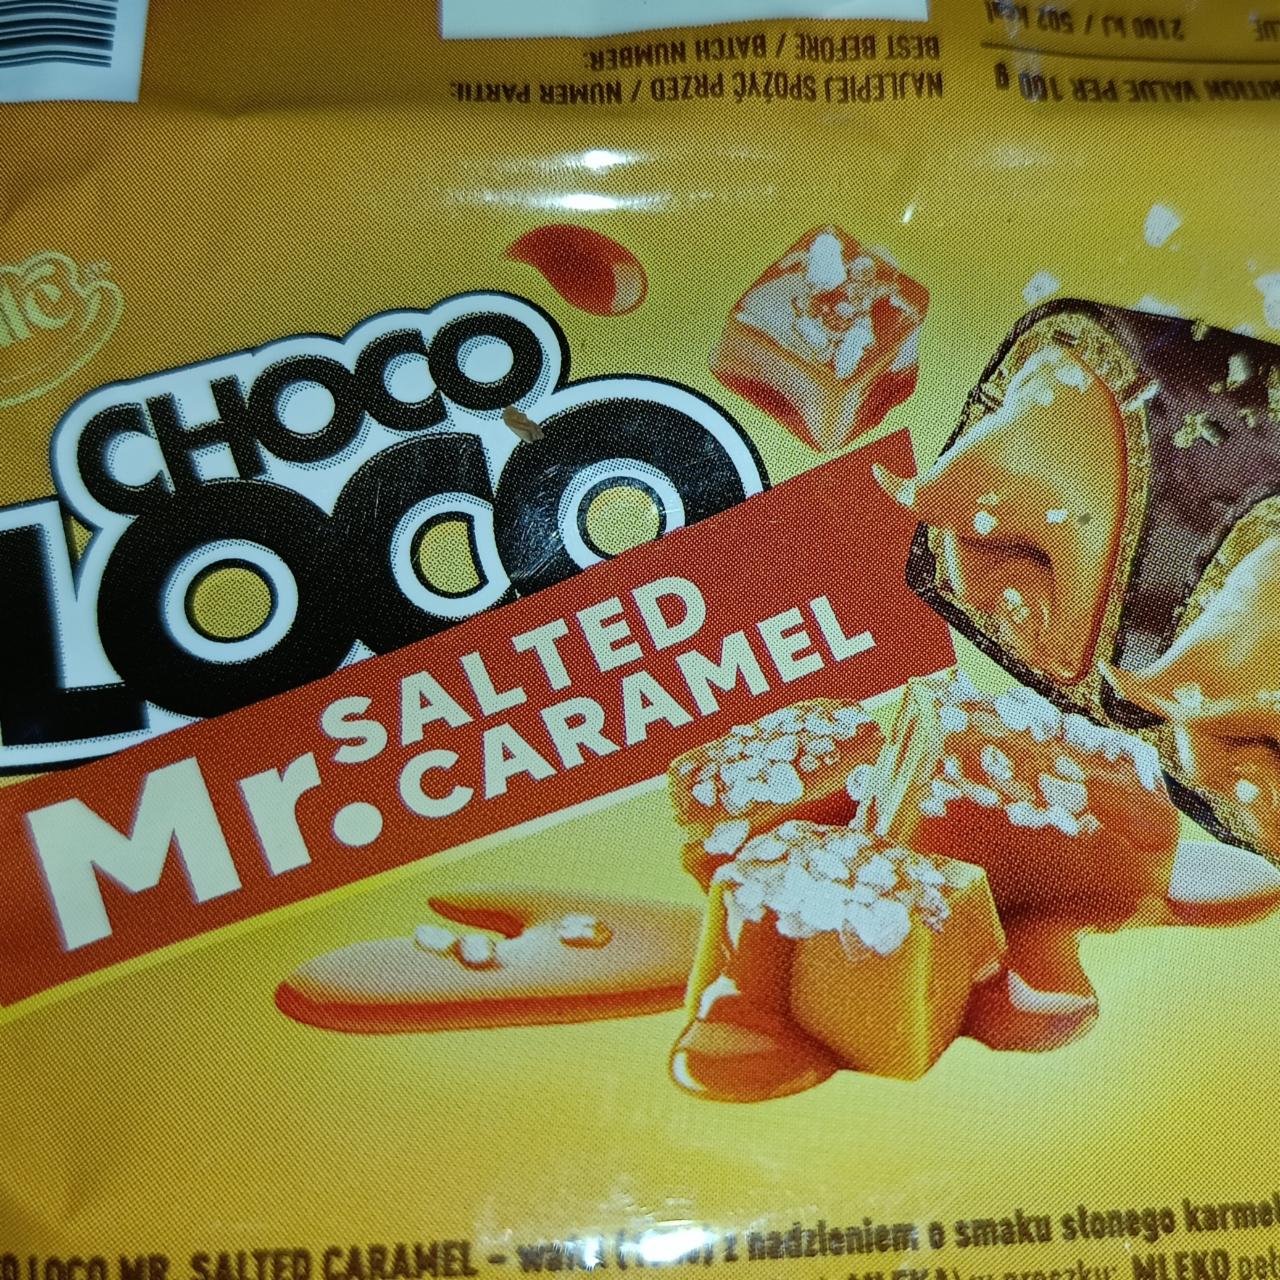 2100 kJ / 502 kcal
NUTRITION VALUE PER 100 g
BEST BEFORE / BATCH NUMBER:
NAJLEPIEJ SPOŻYĆ PRZED / NUMER PARTII:
CHOCO
LOCO
Mr. SALTED
CARAMEL
LOCO MR. SALTED CARAMEL - z nadzieniem o smaku słonego
MLEKO